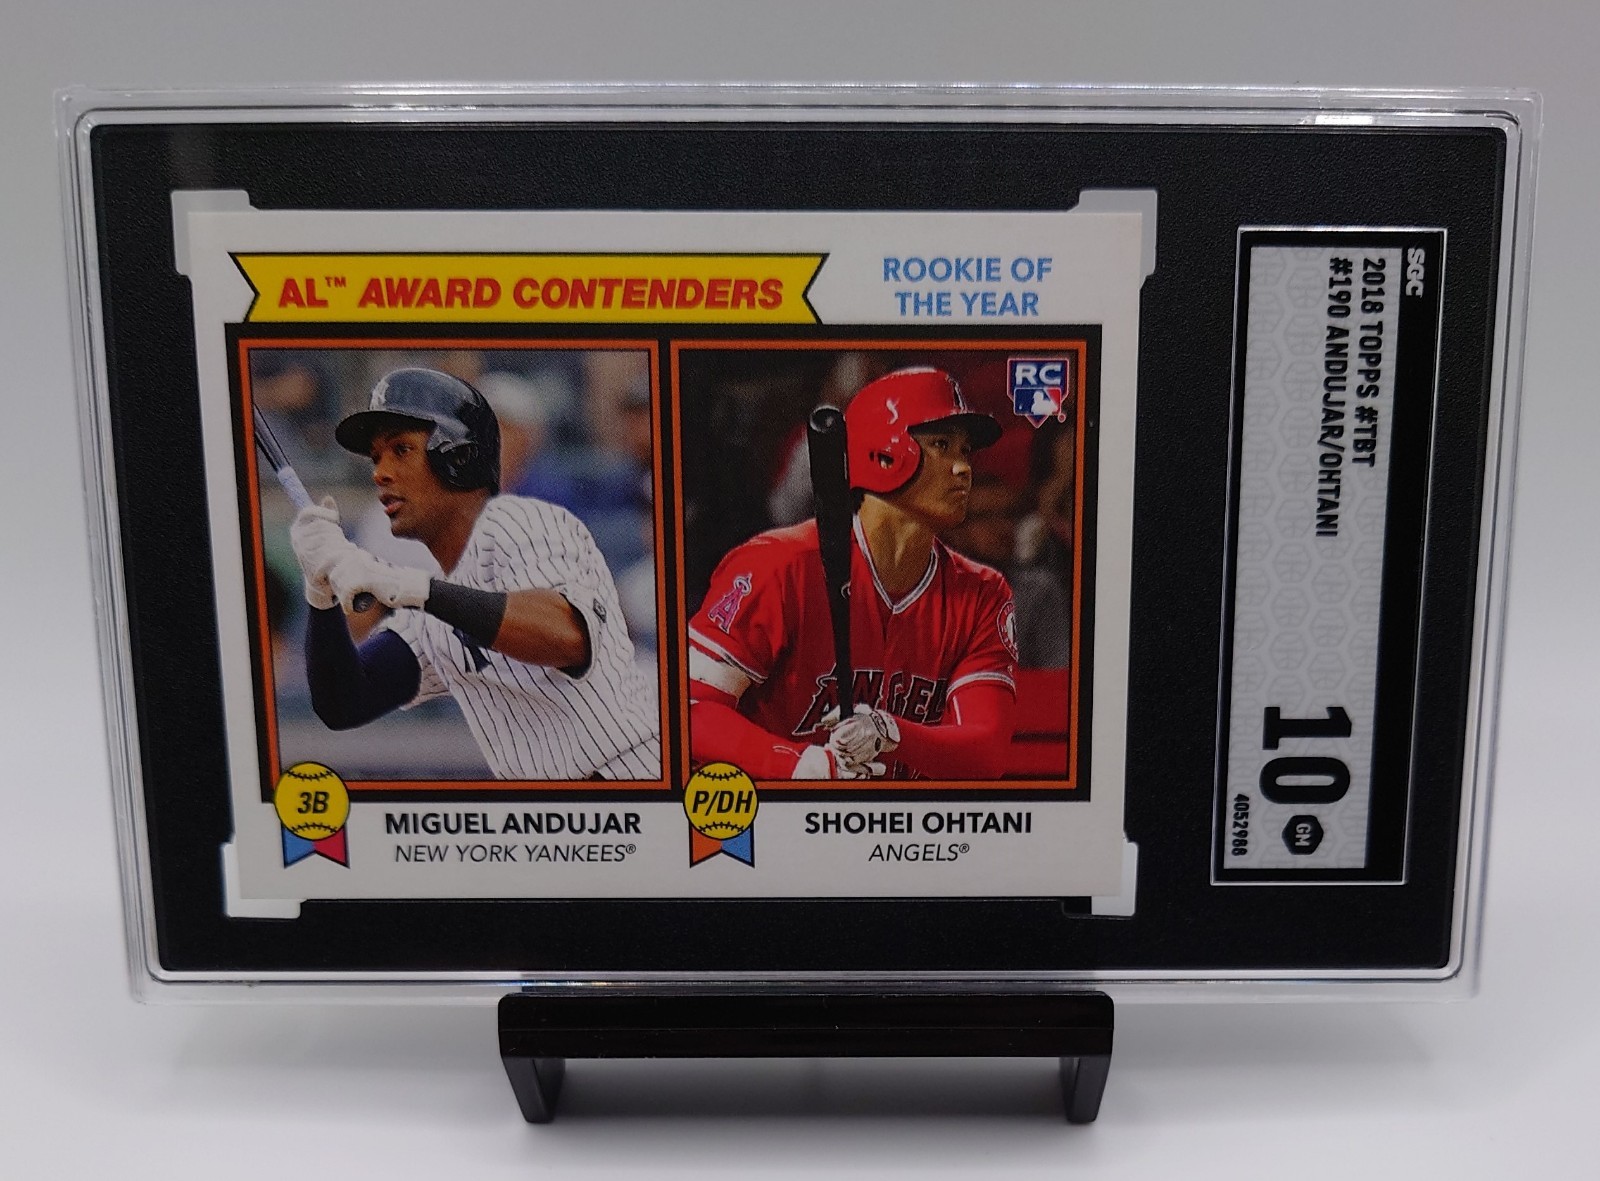 AL™ AWARD CONTENDERS
ROOKIE OF
THE YEAR
RC
ANGEL
3B
MIGUEL ANDUJAR
NEW YORK YANKEES®
P/DH
SHOHEI OHTANI
ANGELS®
SGC
2018 TOPPS #TBT
#190 ANDUJAR/OHTANI
10
GM
4052988